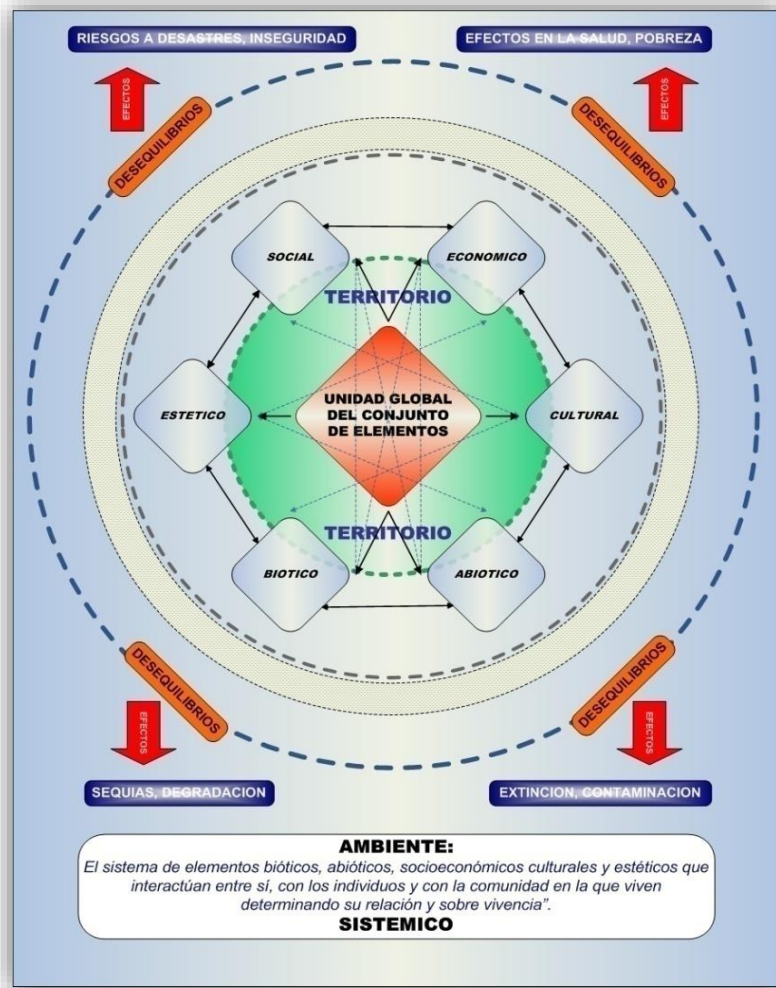 RIESGOS A DESASTRES, INSEGURIDAD
EFECTOS EN LA SALUD, POBREZA
EFECTOS
EFECTOS
DESEQUILIBRIOS
DESEQUILIBRIOS
SOCIAL
ECONOMICO
TERRITORIO
ESTETICO
UNIDAD GLOBAL
DEL CONJUNTO
DE ELEMENTOS
CULTURAL
TERRITORIO
BIOTICO
ABIOTICO
DESEQUILIBRIOS
DESEQUILIBRIOS
EFECTOS
EFECTOS
SEQUIAS, DEGRADACION
EXTINCION, CONTAMINACION
AMBIENTE:
El sistema de elementos bióticos, abióticos, socioeconómicos culturales y estéticos que
interactúan entre sí, con los individuos y con la comunidad en la que viven
determinando su relación y sobre vivencia”.
SISTEMICO